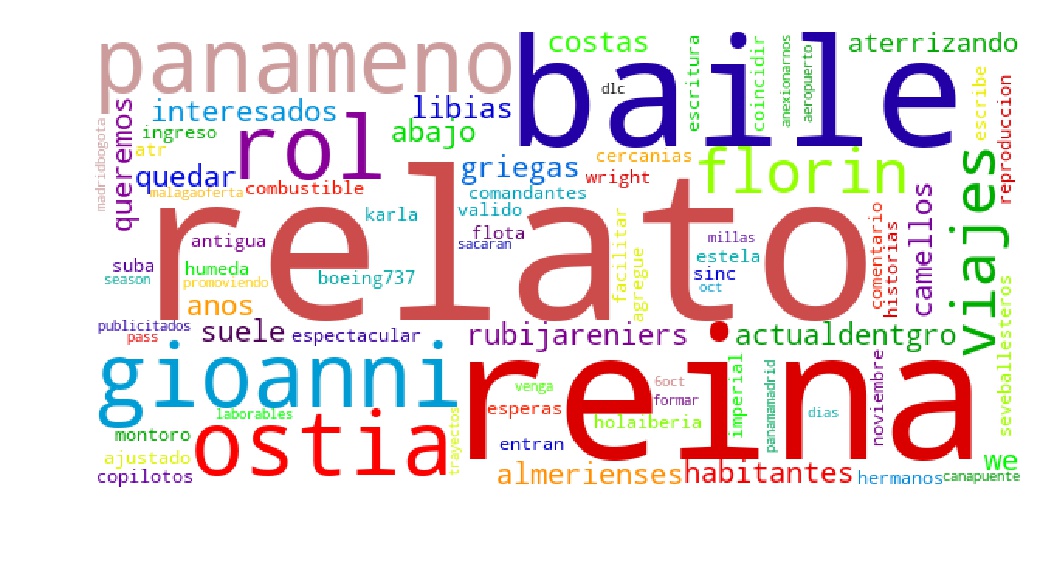 panameno
baile
costas
aterrizando
dlc
escritura
coincidir
anexionarnos
aeropuerto
escribe
reproduccion
interesados
libias
queremos
madridbogota
ingreso
rol
abajo
atr
quedar
malagaoferta
combustible
griegas
cercanias
wright
florin
comandantes
viajes
relato
karla
valido
flota
sacaran
antigua
facilitar
agregue
millas
estela
sinc
oct
comentario
historias
camellos
suba
season
humeda
promoviendo
boeing737
anos
publicitados
pass
suele
espectacular
rubijareniers
actualdentgro
seveballesteros
gioanni
reina
venga
6oct
formar
esperas
holaiberia
imperial
panamamadrid
dias
noviembre
laborables
trayectos
montoro
ostia
entran
ajustado
copilotos
almerienses
habitantes
hermanos
we
canapuente